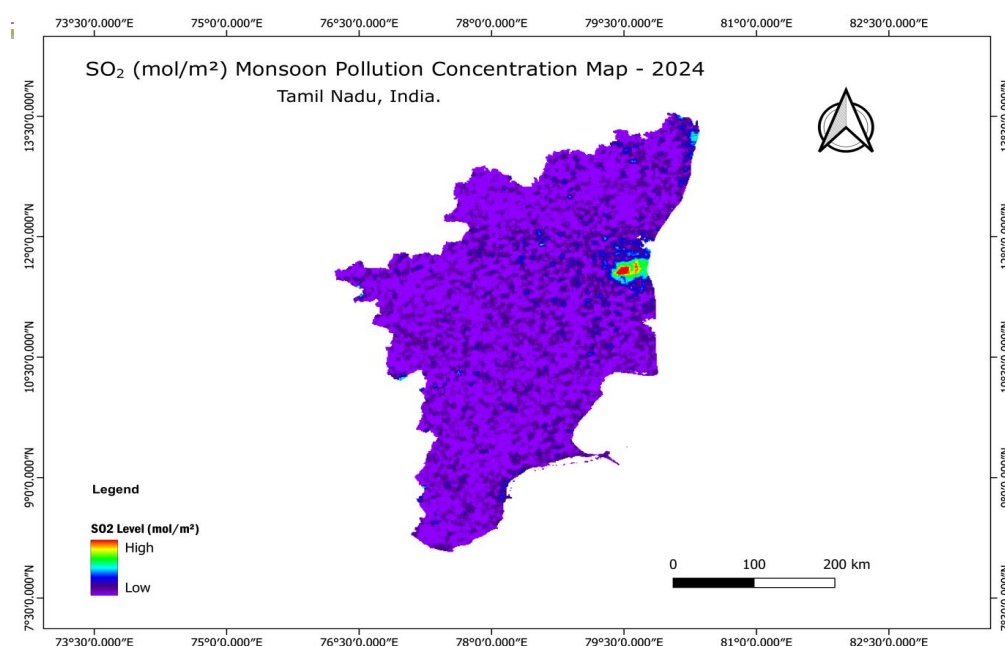 73°30′0.000″E 75°0′0.000″E 76°30′0.000″E 78°0′0.000″E 79°30′0.000″E 81°0′0.000″E 82°30′0.000″E
SO₂ (mol/m²) Monsoon Pollution Concentration Map - 2024
Tamil Nadu, India.
13°30′0.000″N
12°0′0.000″N
10°30′0.000″N
9°0′0.000″N
7°30′0.000″N
Legend
SO2 Level (mol/m²)
High
Low
0 100 200 km
73°30′0.000″E 75°0′0.000″E 76°30′0.000″E 78°0′0.000″E 79°30′0.000″E 81°0′0.000″E 82°30′0.000″E